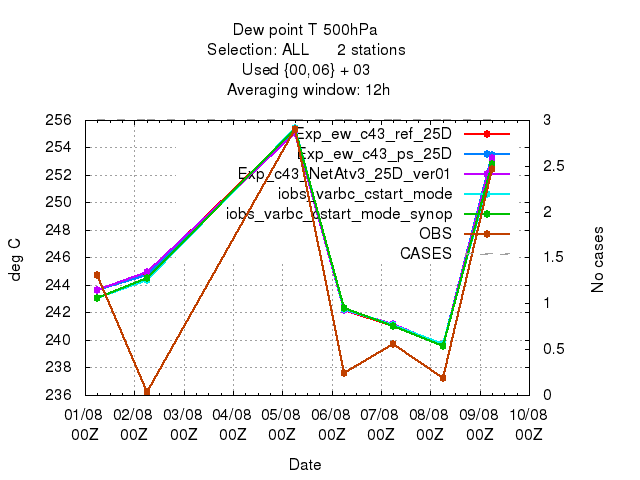 Dew point T 500hPa
Selection: ALL 2 stations
Used {00,06} + 03
Averaging window: 12h
256
254
252
250
248
246
244
242
240
238
236
deg C
3
2.5
2
1.5
1
0.5
0
No cases
Exp_ew_c43_ref_25D
Exp_ew_c43_ps_25D
Exp_c43_NetAtv3_25D_ver01
iobs_varbc_cstart_mode
iobs_varbc_cstart_mode_synop
OBS
CASES
01/08 02/08 03/08 04/08 05/08 06/08 07/08 08/08 09/08 10/08
00Z 00Z 00Z 00Z 00Z 00Z 00Z 00Z 00Z 00Z
Date